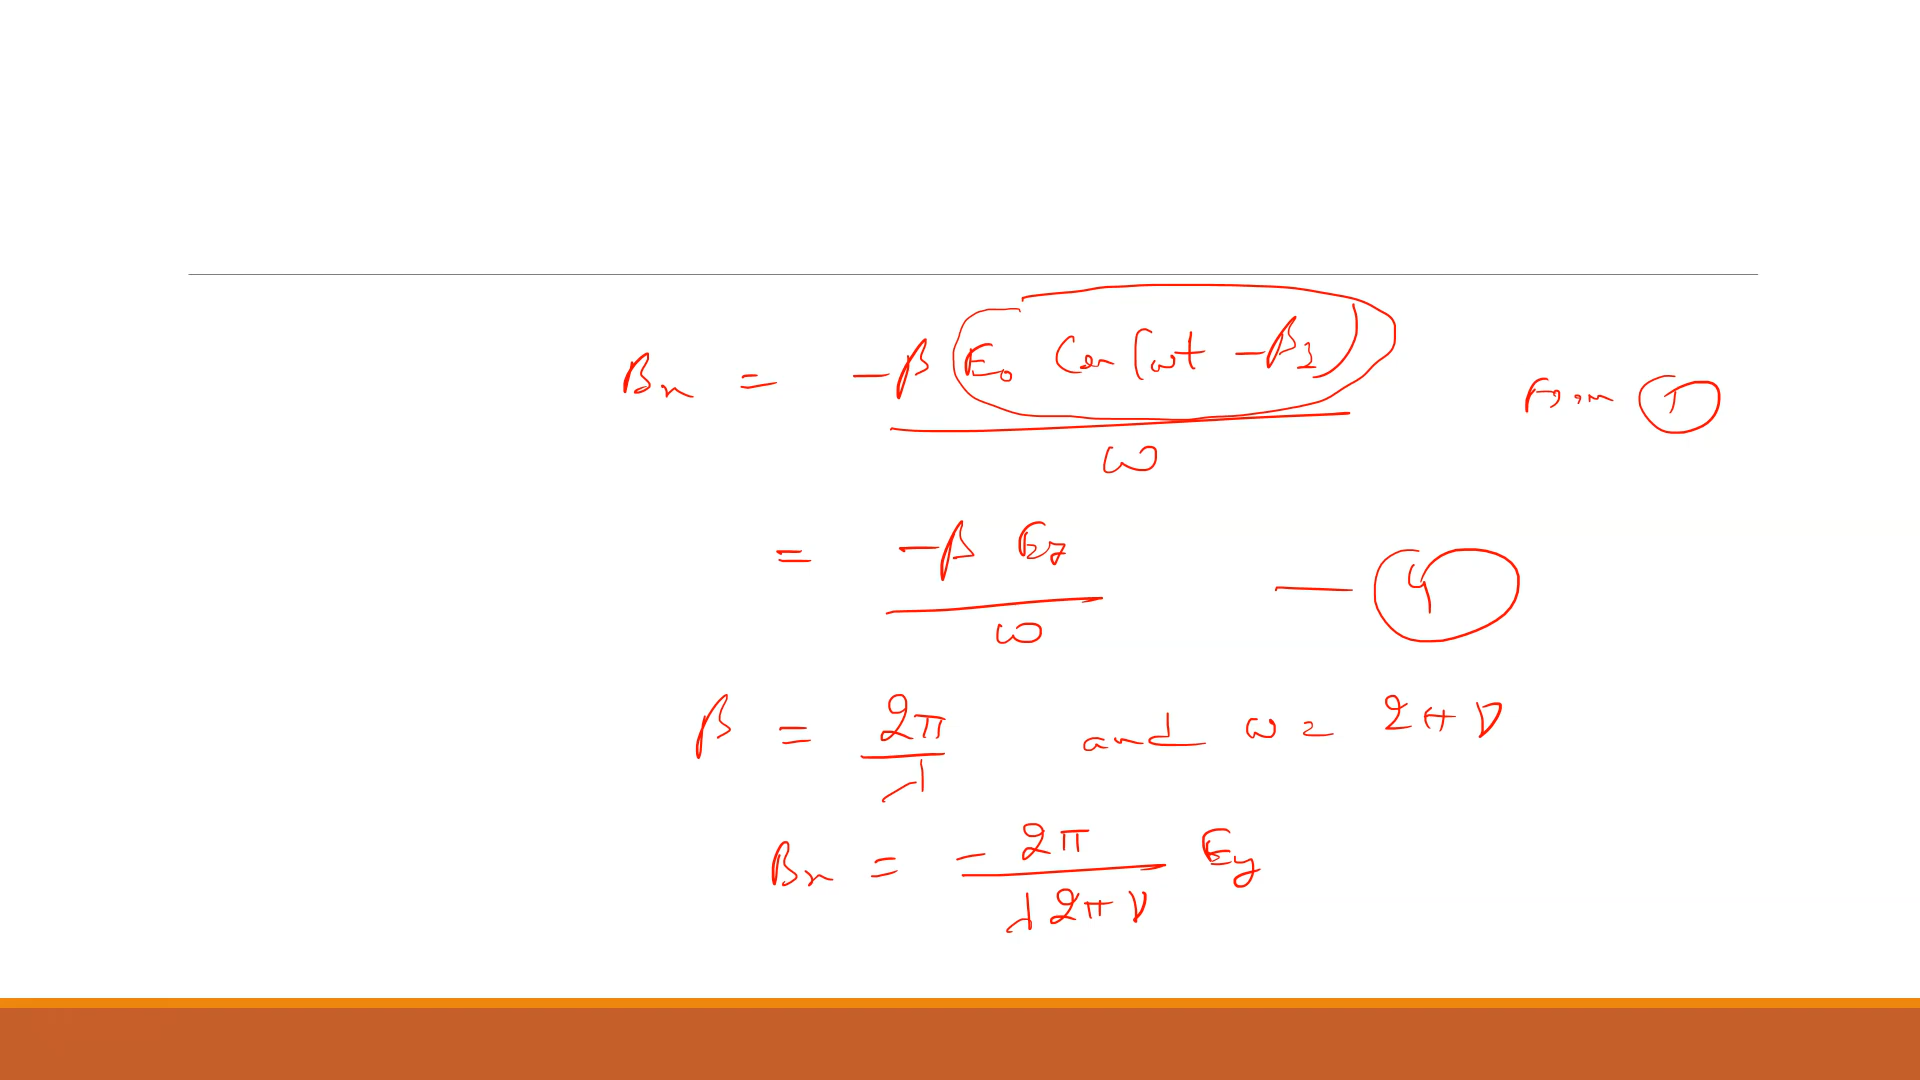 Bx = -β E₀ Cos(ωt - βz) / ω From ①
= -β Ey / ω — ④
β = 2π / λ and ω = 2πν
Bx = - 2π / λ2πν Ey